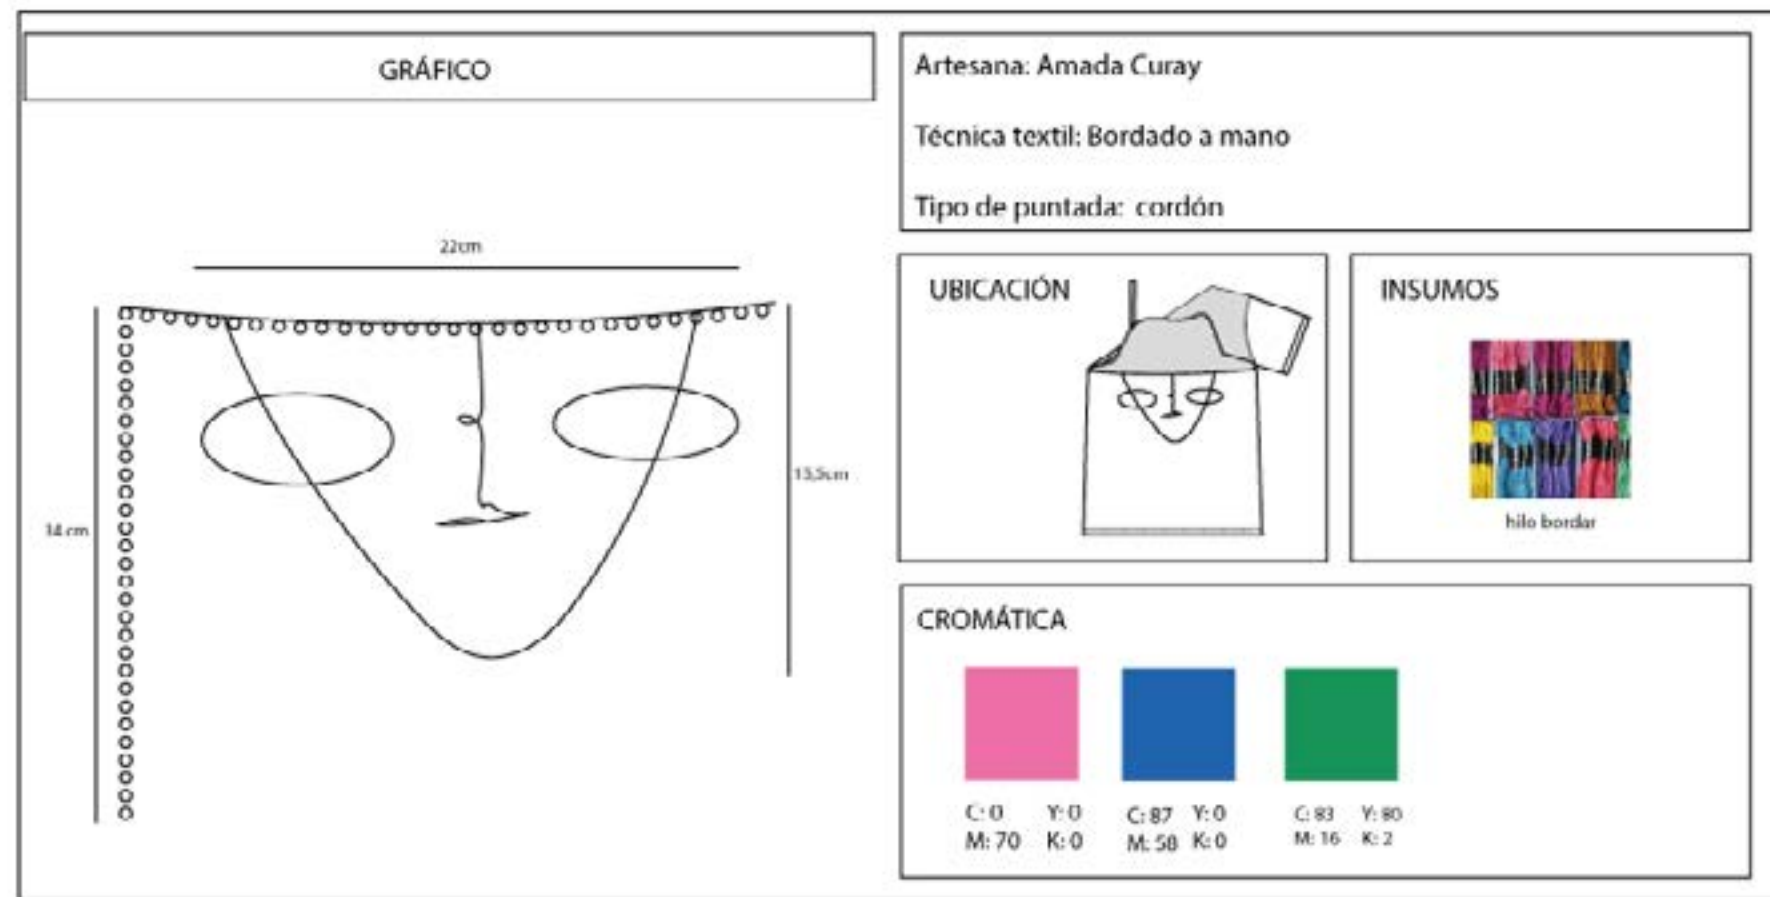 GRÁFICO
22cm
14 cm
13,5cm
Artesana: Amada Curay
Técnica textil: Bordado a mano
Tipo de puntada: cordón
UBICACIÓN
INSUMOS
hilo bordar
CROMÁTICA
C: 0 Y: 0
M: 70 K: 0
C: 87 Y: 0
M: 58 K: 0
C: 83 Y: 80
M: 16 K: 2